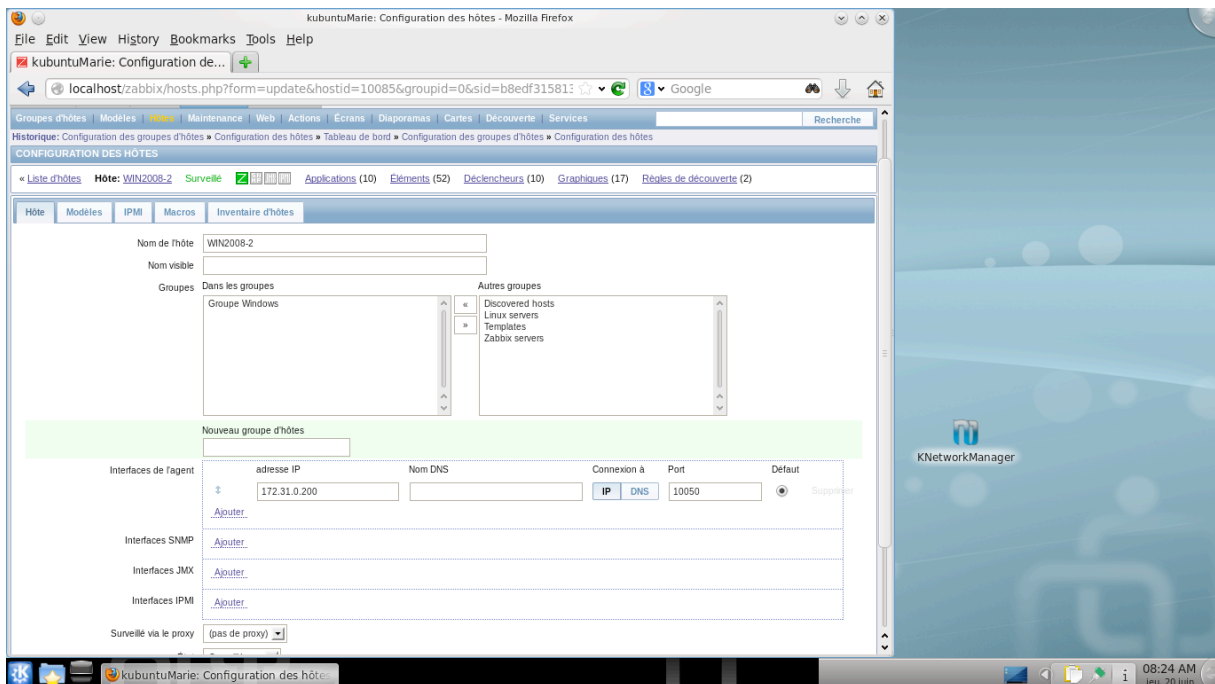 kubuntuMarie: Configuration des hôtes - Mozilla Firefox
File Edit View History Bookmarks Tools Help
kubuntuMarie: Configuration de...
localhost/zabbix/hosts.php?form=update&hostid=10085&groupid=0&sid=b8edf31581 Google
Groupes d'hôtes | Modèles | Hôtes | Maintenance | Web | Actions | Écrans | Diaporamas | Cartes | Découverte | Services Recherche
Historique: Configuration des groupes d'hôtes » Configuration des hôtes » Tableau de bord » Configuration des groupes d'hôtes » Configuration des hôtes
CONFIGURATION DES HÔTES
« Liste d'hôtes Hôte: WIN2008-2 Surveillé Applications (10) Éléments (52) Déclencheurs (10) Graphiques (17) Règles de découverte (2)
Hôte Modèles IPMI Macros Inventaire d'hôtes
Nom de l'hôte WIN2008-2
Nom visible
Groupes Dans les groupes Autres groupes
Groupe Windows « Discovered hosts
Linux servers
» Templates
Zabbix servers
Nouveau groupe d'hôtes
Interfaces de l'agent adresse IP Nom DNS Connexion à Port Défaut
172.31.0.200 IP DNS 10050 Supprimer
Ajouter
Interfaces SNMP Ajouter
Interfaces JMX Ajouter
Interfaces IPMI Ajouter
Surveillé via le proxy (pas de proxy)
KNetworkManager
kubuntuMarie: Configuration des hôtes
08:24 AM
jeu. 20 juin